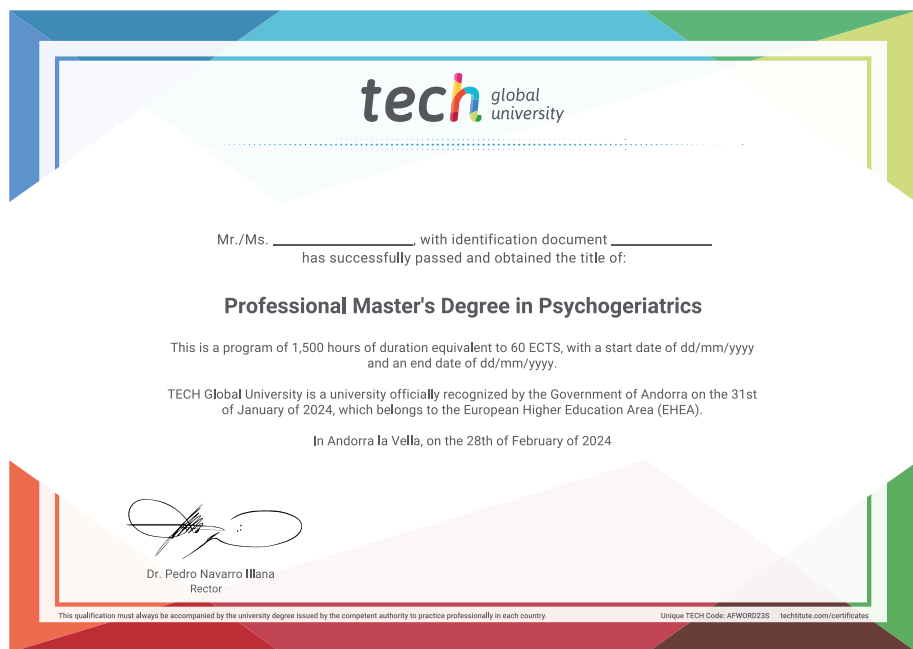 tech global
university
Mr./Ms. ____________, with identification document ____________
has successfully passed and obtained the title of:
Professional Master's Degree in Psychogeriatrics
This is a program of 1,500 hours of duration equivalent to 60 ECTS, with a start date of dd/mm/yyyy
and an end date of dd/mm/yyyy.
TECH Global University is a university officially recognized by the Government of Andorra on the 31st
of January of 2024, which belongs to the European Higher Education Area (EHEA).
In Andorra la Vella, on the 28th of February of 2024
Dr. Pedro Navarro Illana
Rector
This qualification must always be accompanied by the university degree issued by the competent authority to practice professionally in each country. Unique TECH Code: AFWORD23S techtitute.com/certificates